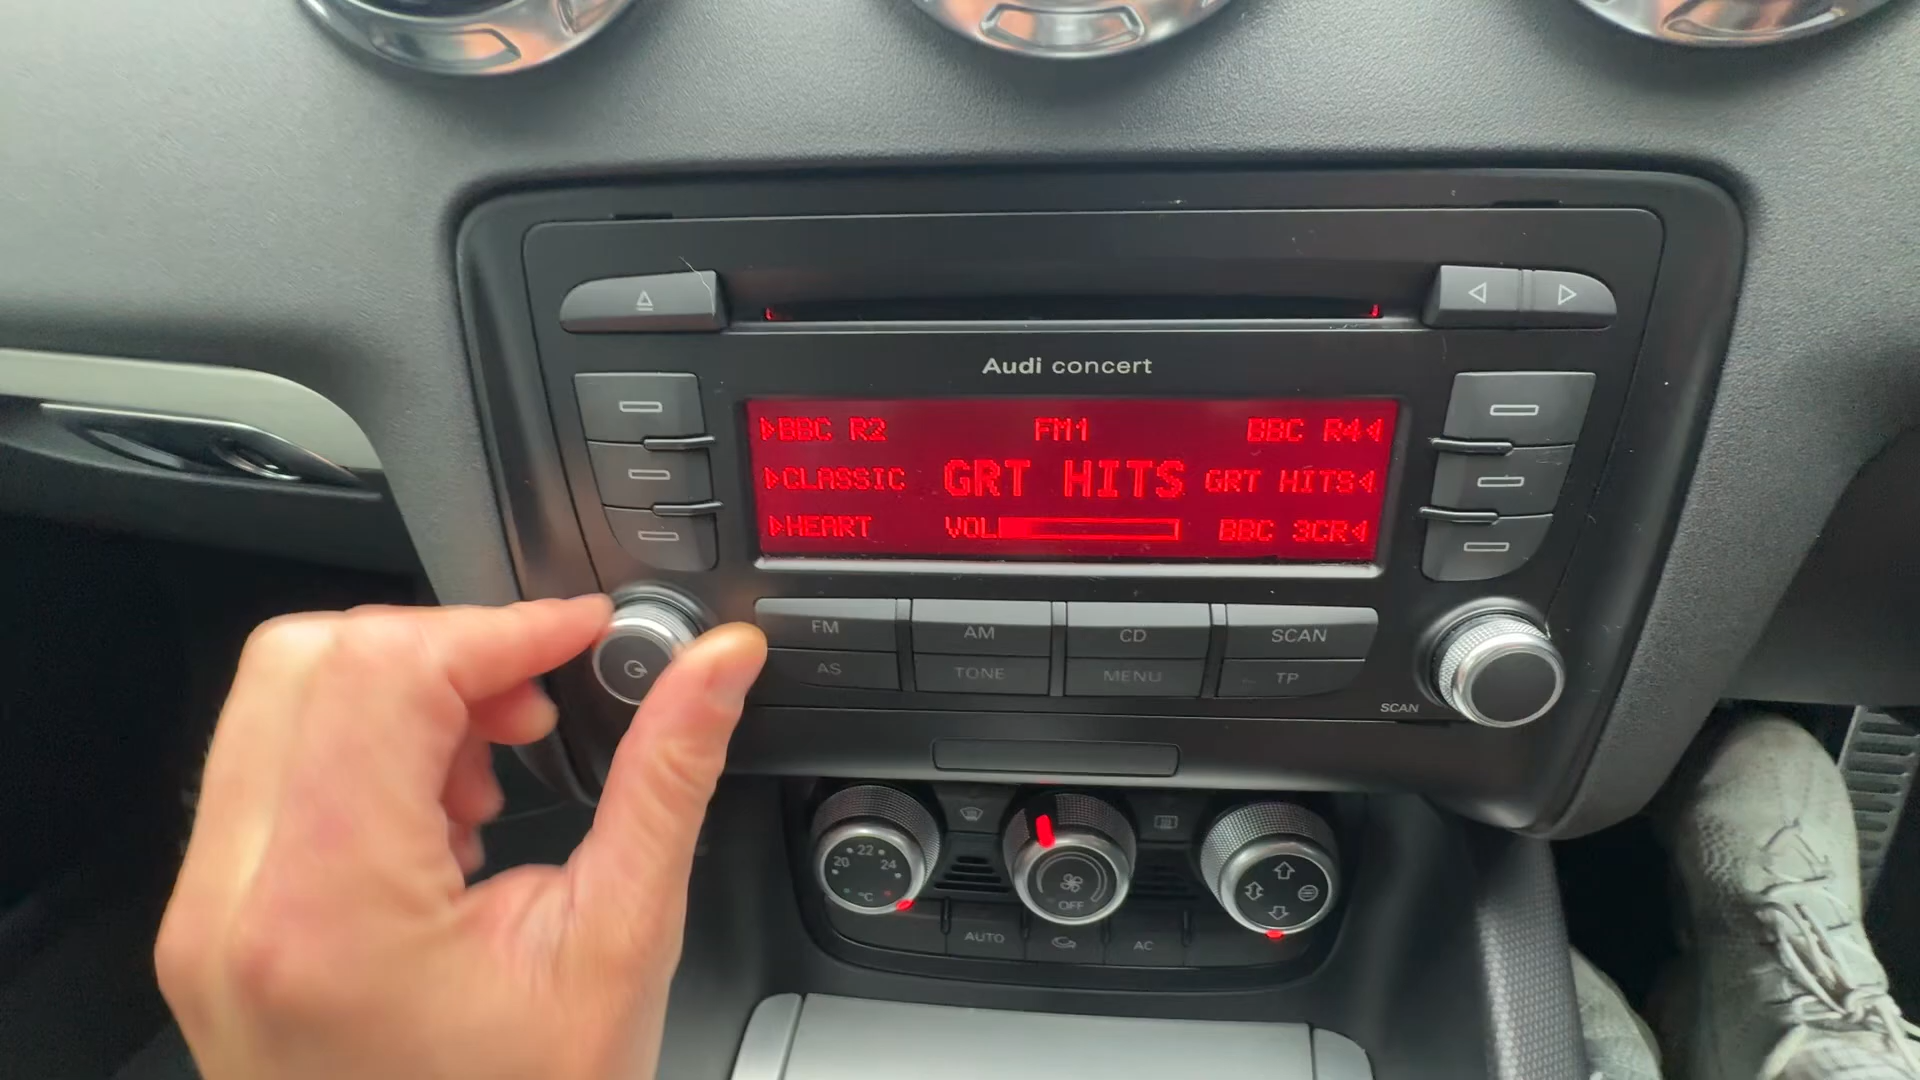 Audi concert
BBC R2 FM1 BBC R4
CLASSIC GRT HITS GRT HITS
HEART VOL BBC 3CR
FM AM CD SCAN
AS TONE MENU TP
SCAN
20 22 24
°C
OFF
AUTO AC